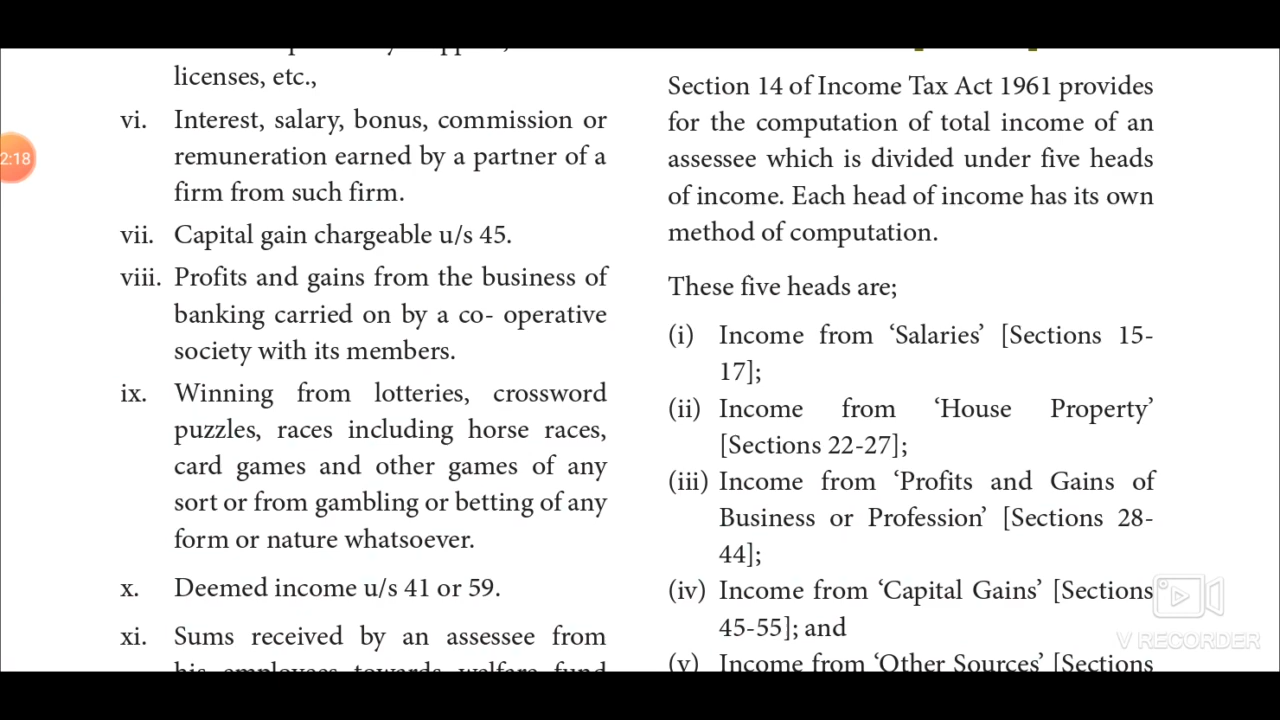 licenses, etc.,
vi. Interest, salary, bonus, commission or
remuneration earned by a partner of a
firm from such firm.
vii. Capital gain chargeable u/s 45.
viii. Profits and gains from the business of
banking carried on by a co- operative
society with its members.
ix. Winning from lotteries, crossword
puzzles, races including horse races,
card games and other games of any
sort or from gambling or betting of any
form or nature whatsoever.
x. Deemed income u/s 41 or 59.
xi. Sums received by an assessee from
his employees towards welfare fund
Section 14 of Income Tax Act 1961 provides
for the computation of total income of an
assessee which is divided under five heads
of income. Each head of income has its own
method of computation.
These five heads are;
(i) Income from ‘Salaries’ [Sections 15-
17];
(ii) Income from ‘House Property’
[Sections 22-27];
(iii) Income from ‘Profits and Gains of
Business or Profession’ [Sections 28-
44];
(iv) Income from ‘Capital Gains’ [Sections
45-55]; and
(v) Income from ‘Other Sources’ [Sections
2:18
V RECORDER